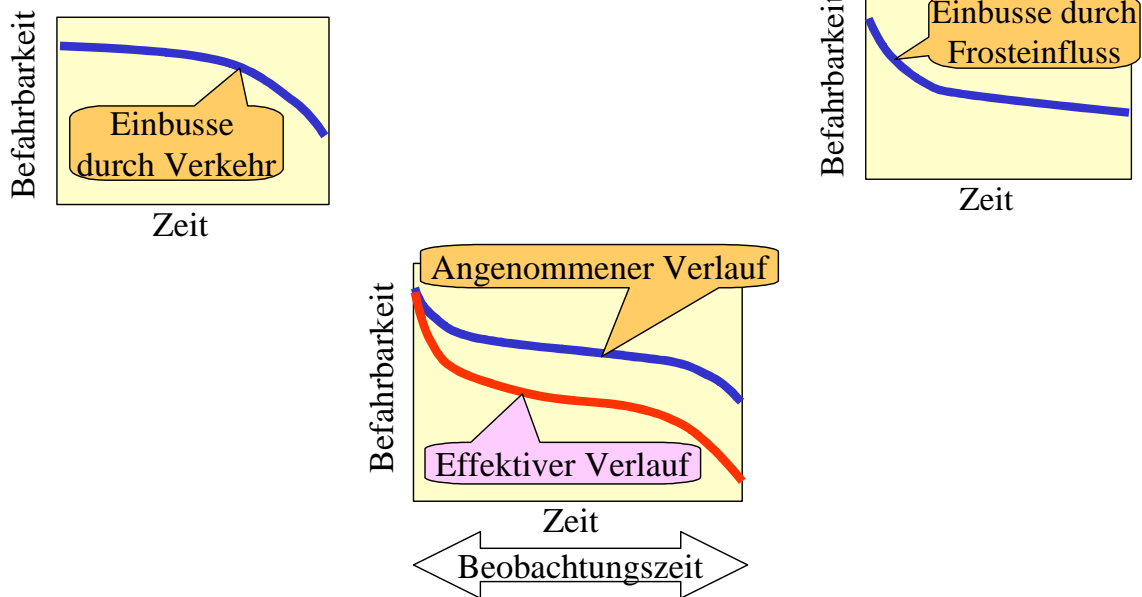 Befahrbarkeit
Einbusse
durch Verkehr
Zeit
Befahrbarkeit
Einbusse durch
Frosteinfluss
Zeit
Befahrbarkeit
Angenommener Verlauf
Effektiver Verlauf
Zeit
Beobachtungszeit